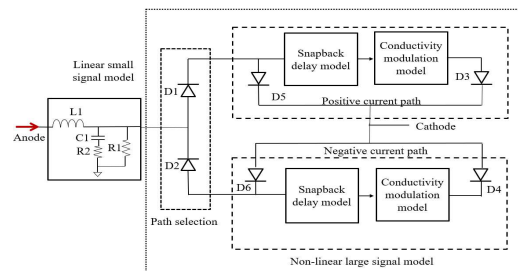 Linear small
signal model
L1
C1
R2
R1
Anode
D1
D2
Path selection
Snapback
delay model
Conductivity
modulation
model
D3
D5
Positive current path
Cathode
Negative current path
D6
Snapback
delay model
Conductivity
modulation
model
D4
Non-linear large signal model